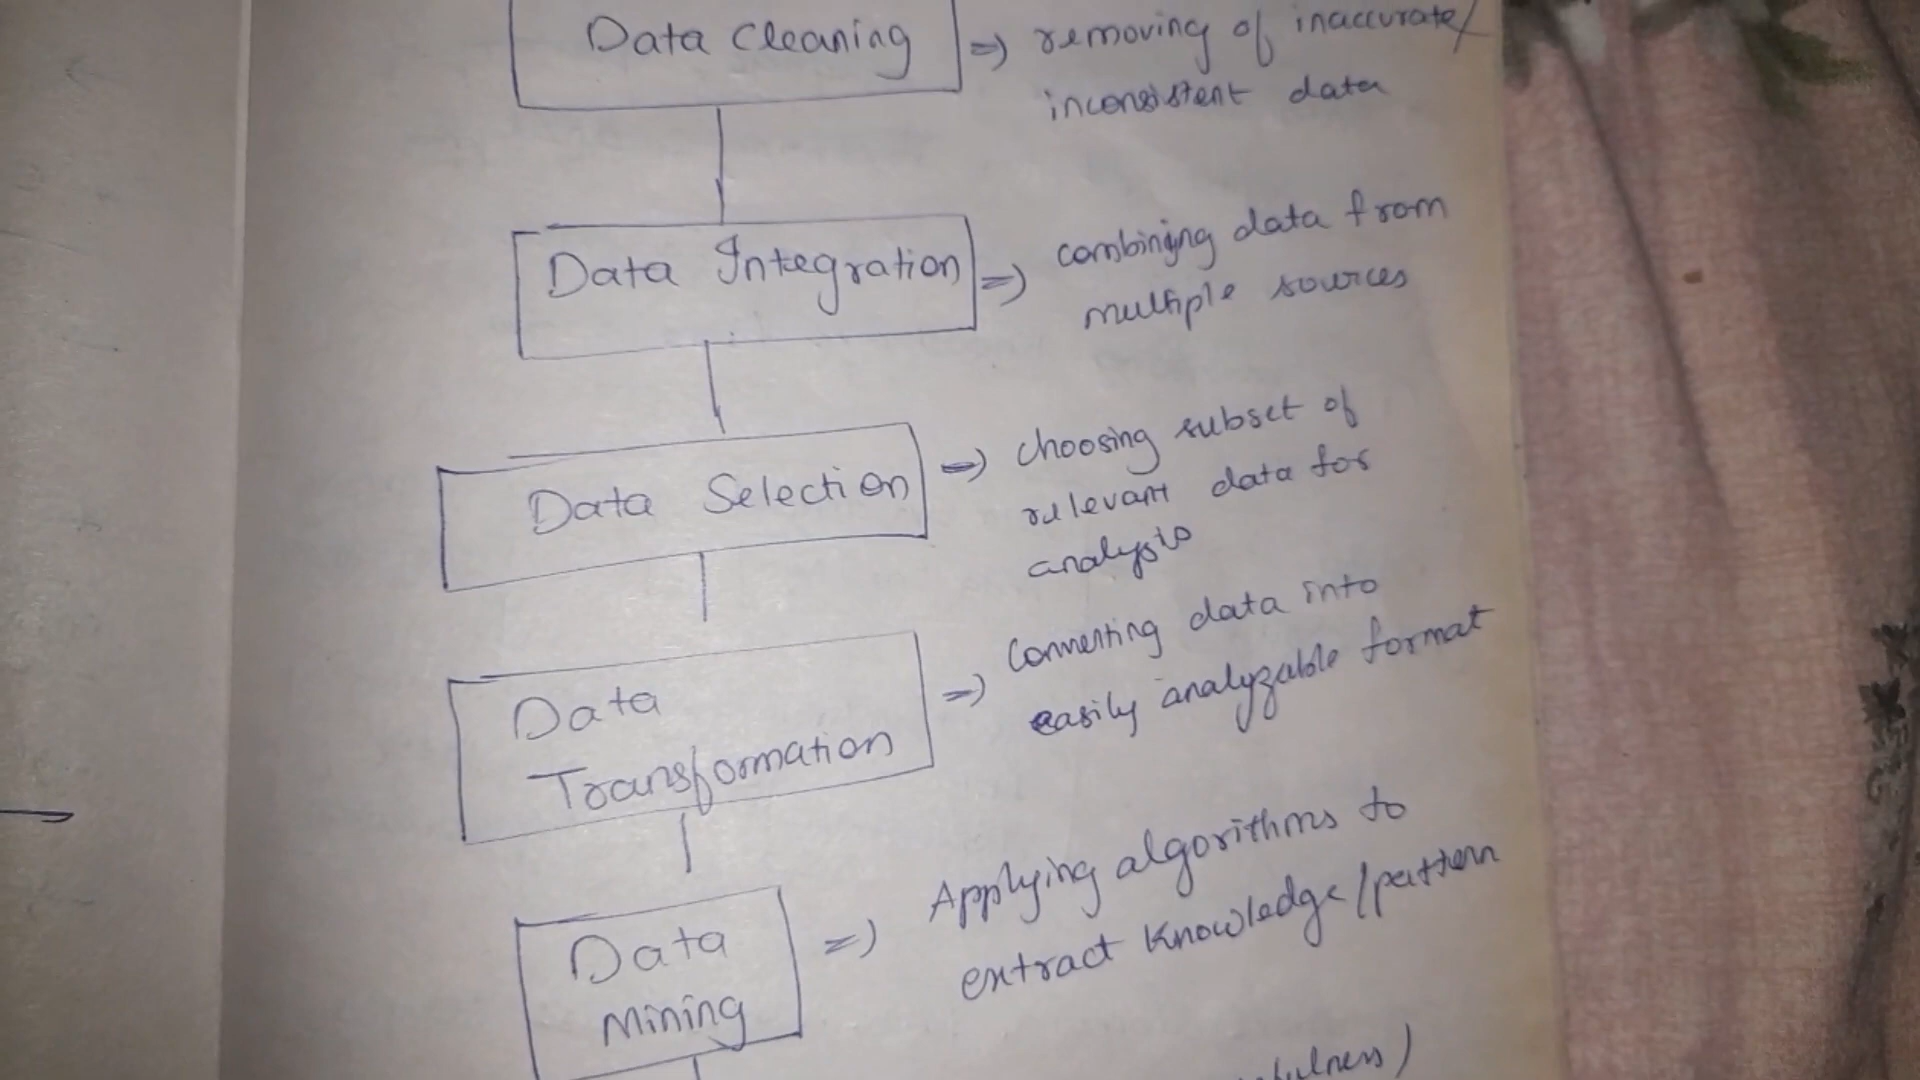 Data Cleaning => removing of inaccurate/
inconsistent data
Data Integration => combining data from
multiple sources
Data Selection => choosing subset of
relevant data for
analysis
Data => Converting data into
Transformation easily analyzable format
Data => Applying algorithms to
Mining extract knowledge/pattern